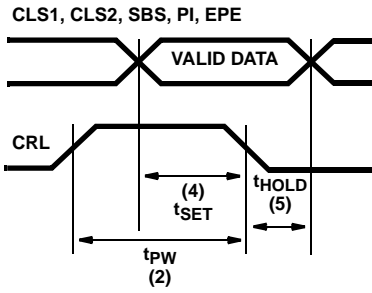 CLS1, CLS2, SBS, PI, EPE
VALID DATA
CRL
(4)
tSET
tHOLD
(5)
tPW
(2)